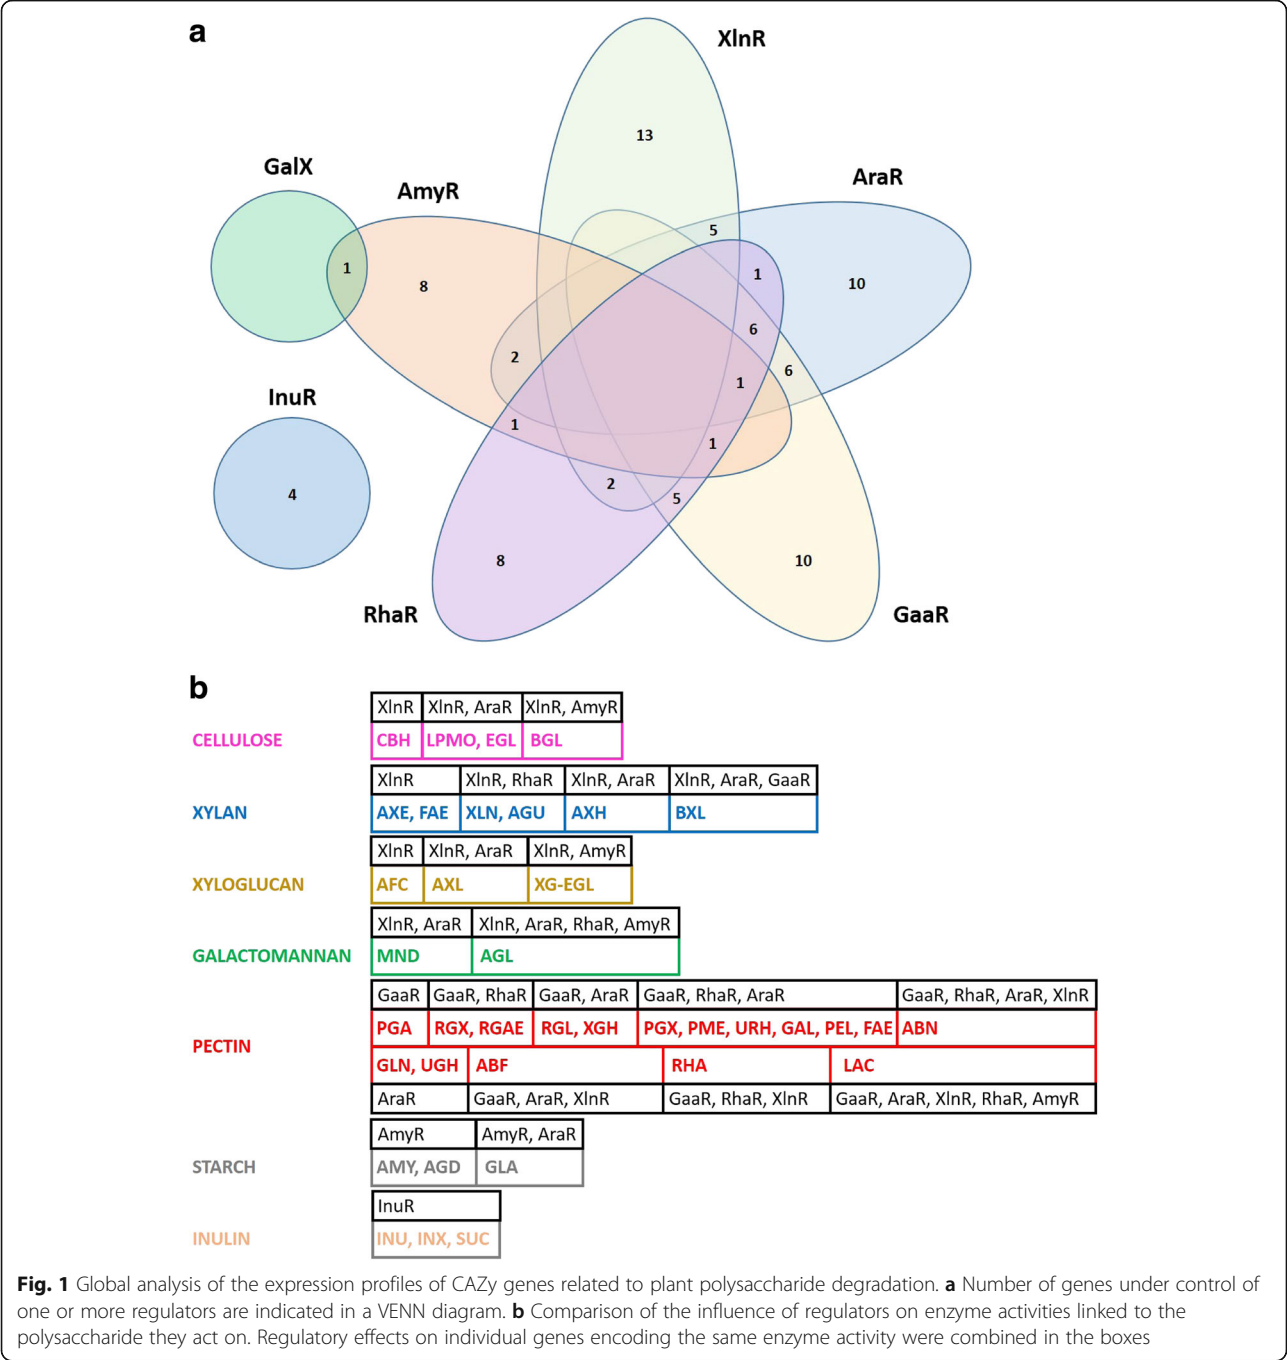 a
XlnR
GalX
AmyR
AraR
13
5
1
8
1
10
2
6
6
1
1
1
InuR
4
2
5
8
10
RhaR
GaaR
b
XlnR XlnR, AraR XlnR, AmyR
CELLULOSE CBH LPMO, EGL BGL
XlnR XlnR, RhaR XlnR, AraR XlnR, AraR, GaaR
XYLAN AXE, FAE XLN, AGU AXH BXL
XlnR XlnR, AraR XlnR, AmyR
XYLOGLUCAN AFC AXL XG-EGL
XlnR, AraR XlnR, AraR, RhaR, AmyR
GALACTOMANNAN MND AGL
GaaR GaaR, RhaR GaaR, AraR GaaR, RhaR, AraR GaaR, RhaR, AraR, XlnR
PGA RGX, RGAE RGL, XGH PGX, PME, URH, GAL, PEL, FAE ABN
PECTIN
GLN, UGH ABF RHA LAC
AraR GaaR, AraR, XlnR GaaR, RhaR, XlnR GaaR, AraR, XlnR, RhaR, AmyR
AmyR AmyR, AraR
STARCH AMY, AGD GLA
InuR
INULIN INU, INX, SUC
Fig. 1 Global analysis of the expression profiles of CAZy genes related to plant polysaccharide degradation. a Number of genes under control of
one or more regulators are indicated in a VENN diagram. b Comparison of the influence of regulators on enzyme activities linked to the
polysaccharide they act on. Regulatory effects on individual genes encoding the same enzyme activity were combined in the boxes